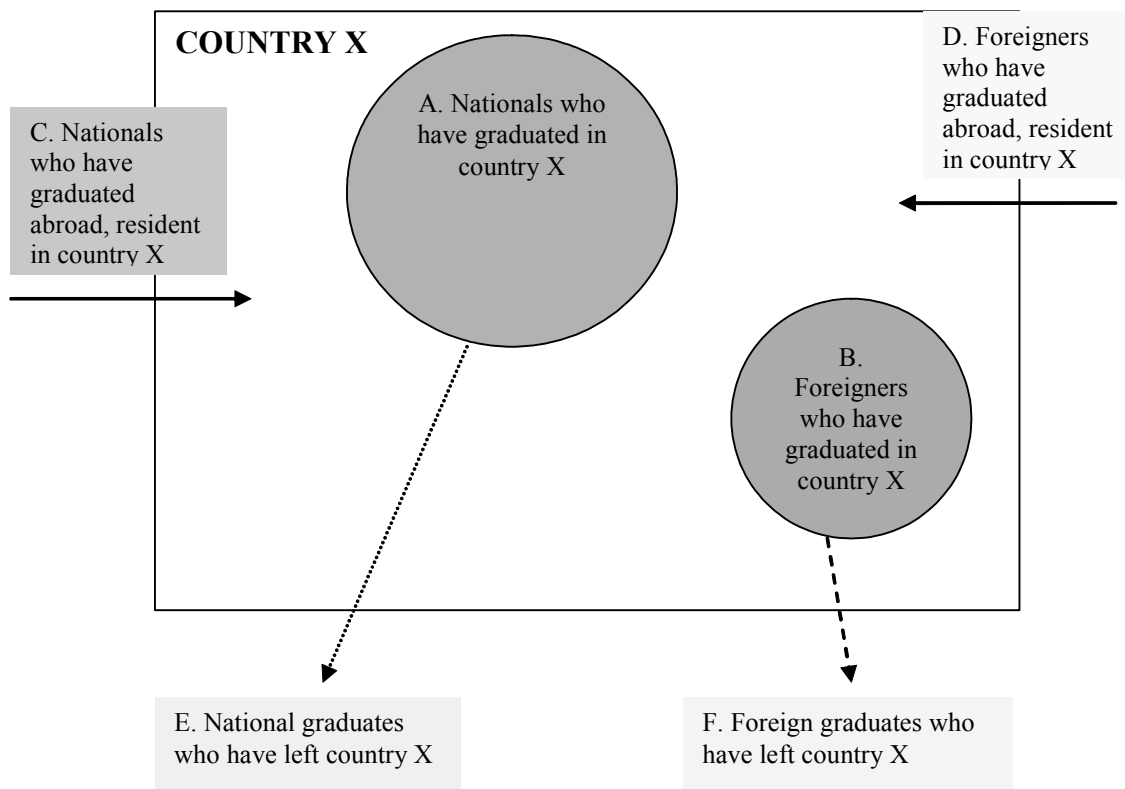 COUNTRY X
A. Nationals who
have graduated in
country X
D. Foreigners
who have
graduated
abroad, resident
in country X
C. Nationals
who have
graduated
abroad, resident
in country X
B.
Foreigners
who have
graduated in
country X
E. National graduates
who have left country X
F. Foreign graduates who
have left country X